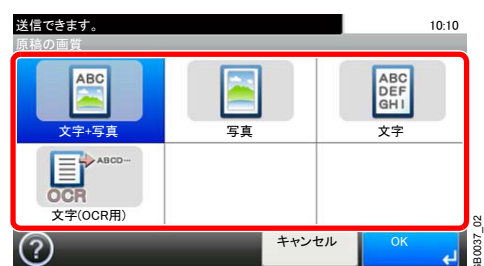 送信できます。 10:10
原稿の画質
ABC
ABC
DEF
GHI
文字+写真 写真 文字
ABCD…
OCR
文字(OCR用)
? キャンセル OK